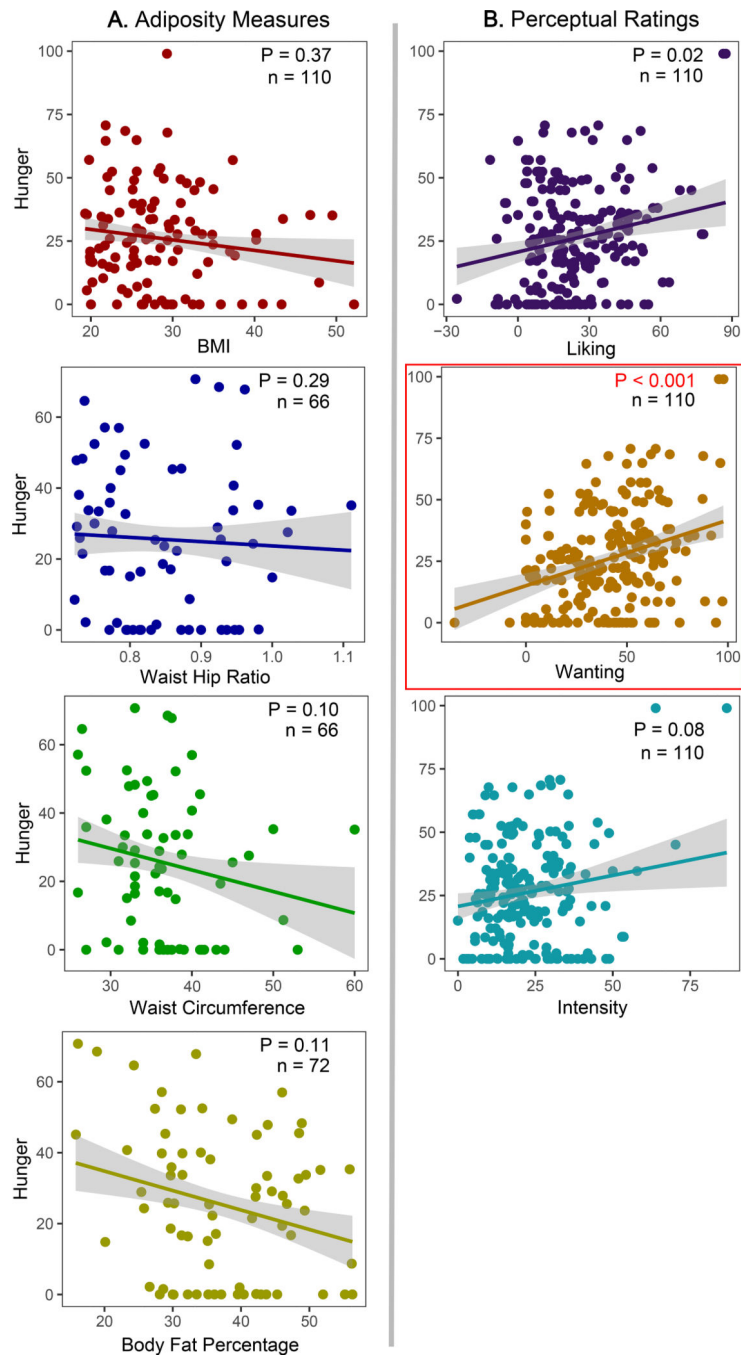 A. Adiposity Measures
P = 0.37
n = 110
Hunger
100
75
50
25
0
20
30
40
50
BMI
P = 0.29
n = 66
Hunger
60
40
20
0
0.8
0.9
1.0
1.1
Waist Hip Ratio
P = 0.10
n = 66
Hunger
60
40
20
0
30
40
50
60
Waist Circumference
P = 0.11
n = 72
Hunger
60
40
20
0
20
30
40
50
Body Fat Percentage
B. Perceptual Ratings
P = 0.02
n = 110
Hunger
100
75
50
25
0
−30
0
30
60
90
Liking
P < 0.001
n = 110
Hunger
100
75
50
25
0
0
50
100
Wanting
P = 0.08
n = 110
Hunger
100
75
50
25
0
0
25
50
75
Intensity